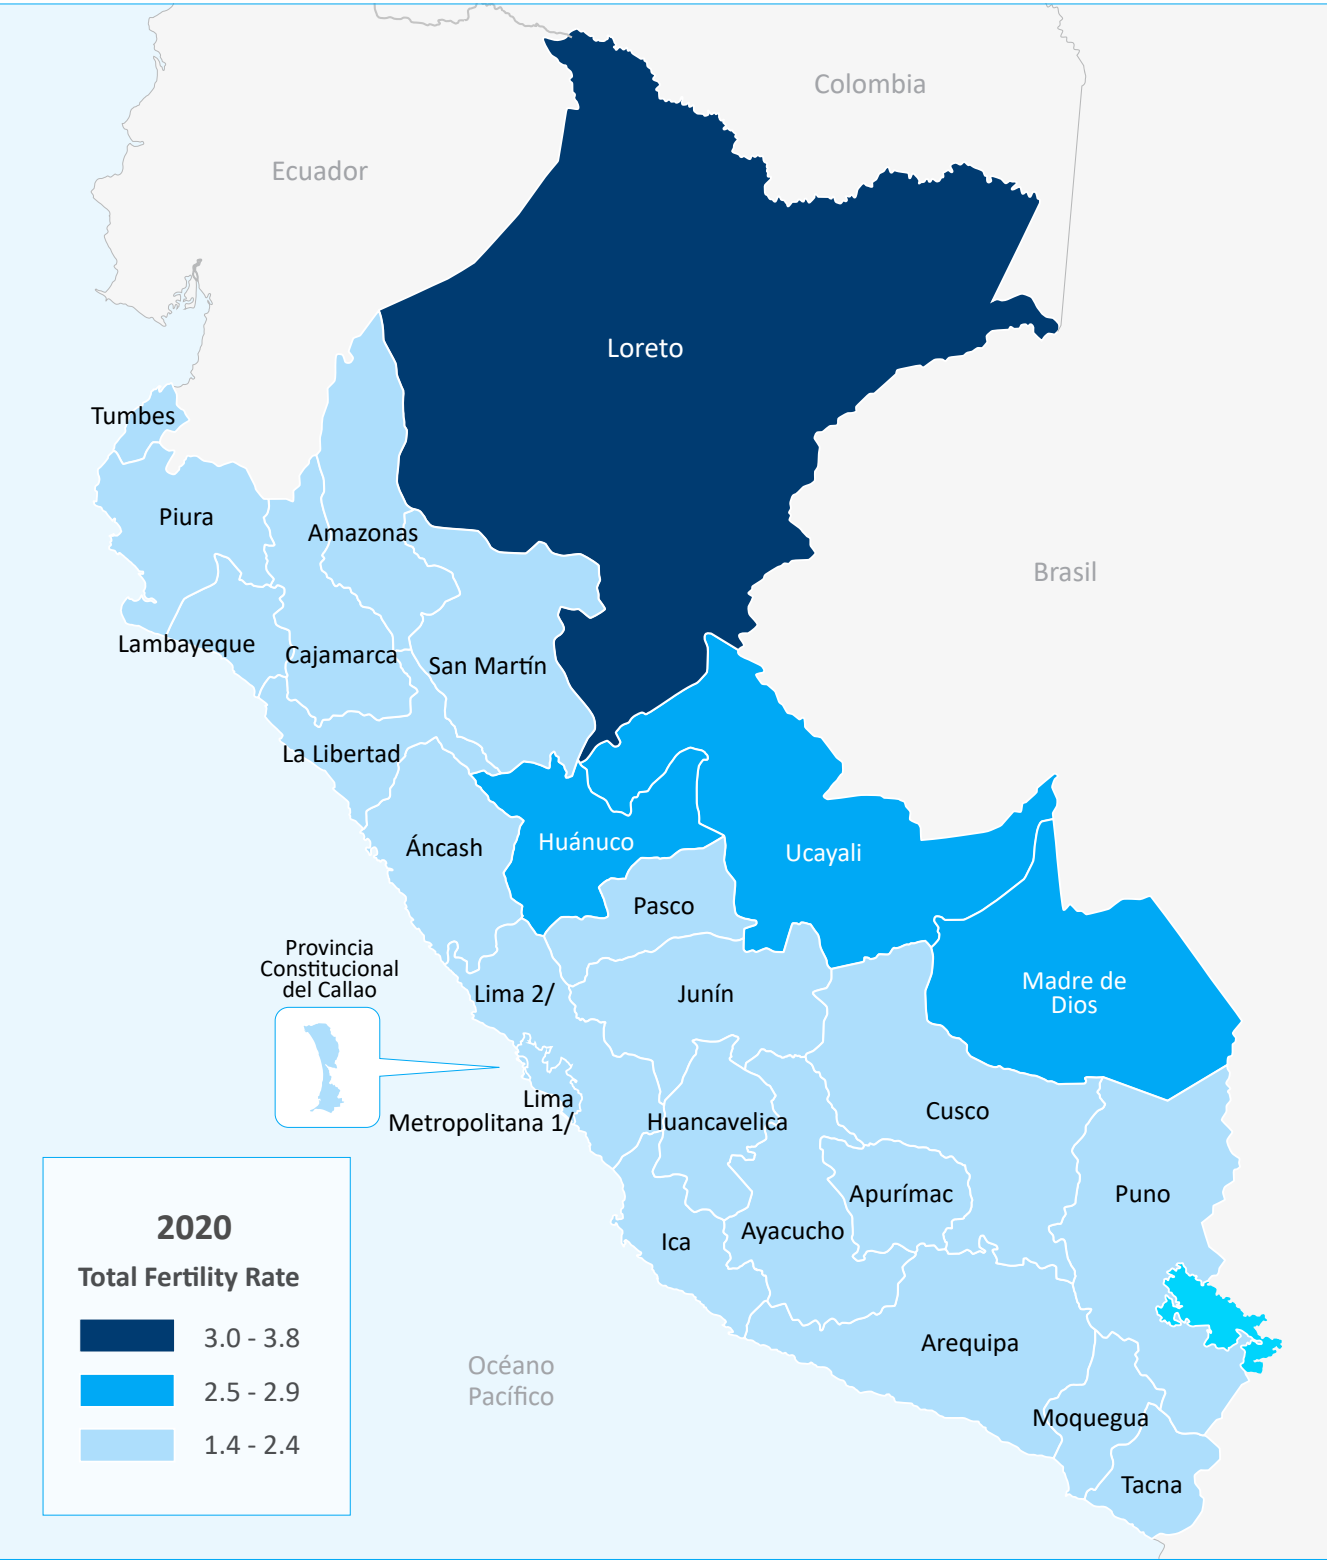 Colombia
Ecuador
Loreto
Tumbes
Piura
Amazonas
Brasil
Lambayeque
Cajamarca
San Martín
La Libertad
Áncash
Huánuco
Ucayali
Pasco
Provincia
Constitucional
del Callao
Lima 2/
Junín
Madre de
Dios
Lima
Metropolitana 1/
Huancavelica
Cusco
Apurímac
Puno
Ayacucho
Ica
Arequipa
Océano
Pacífico
Moquegua
Tacna
2020
Total Fertility Rate
3.0 - 3.8
2.5 - 2.9
1.4 - 2.4